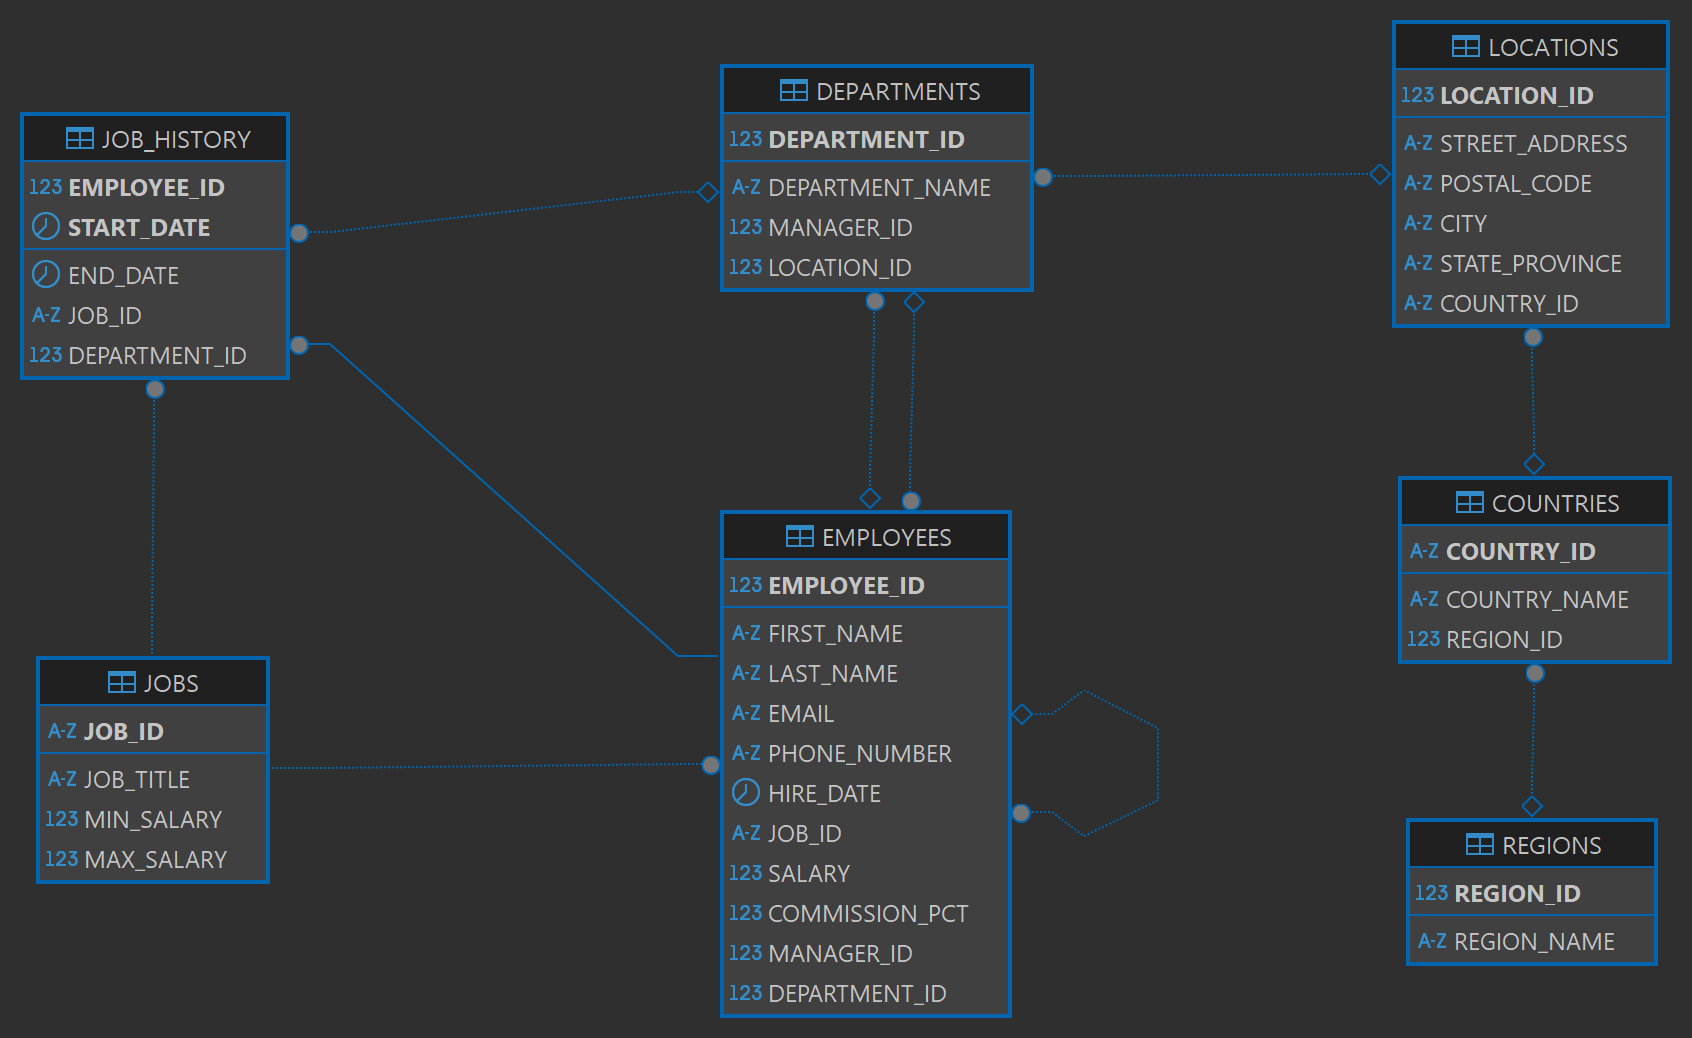 JOB_HISTORY
123 EMPLOYEE_ID
START_DATE
END_DATE
A-Z JOB_ID
123 DEPARTMENT_ID
DEPARTMENTS
123 DEPARTMENT_ID
A-Z DEPARTMENT_NAME
123 MANAGER_ID
123 LOCATION_ID
LOCATIONS
123 LOCATION_ID
A-Z STREET_ADDRESS
A-Z POSTAL_CODE
A-Z CITY
A-Z STATE_PROVINCE
A-Z COUNTRY_ID
JOBS
A-Z JOB_ID
A-Z JOB_TITLE
123 MIN_SALARY
123 MAX_SALARY
EMPLOYEES
123 EMPLOYEE_ID
A-Z FIRST_NAME
A-Z LAST_NAME
A-Z EMAIL
A-Z PHONE_NUMBER
HIRE_DATE
A-Z JOB_ID
123 SALARY
123 COMMISSION_PCT
123 MANAGER_ID
123 DEPARTMENT_ID
COUNTRIES
A-Z COUNTRY_ID
A-Z COUNTRY_NAME
123 REGION_ID
REGIONS
123 REGION_ID
A-Z REGION_NAME